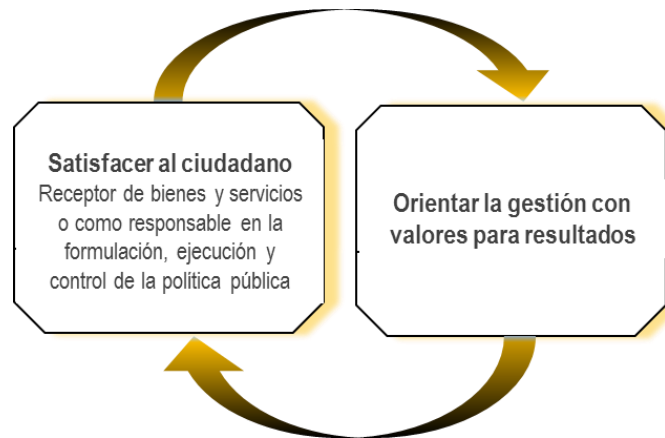 Satisfacer al ciudadano
Receptor de bienes y servicios
o como responsable en la
formulación, ejecución y
control de la política pública
Orientar la gestión con
valores para resultados